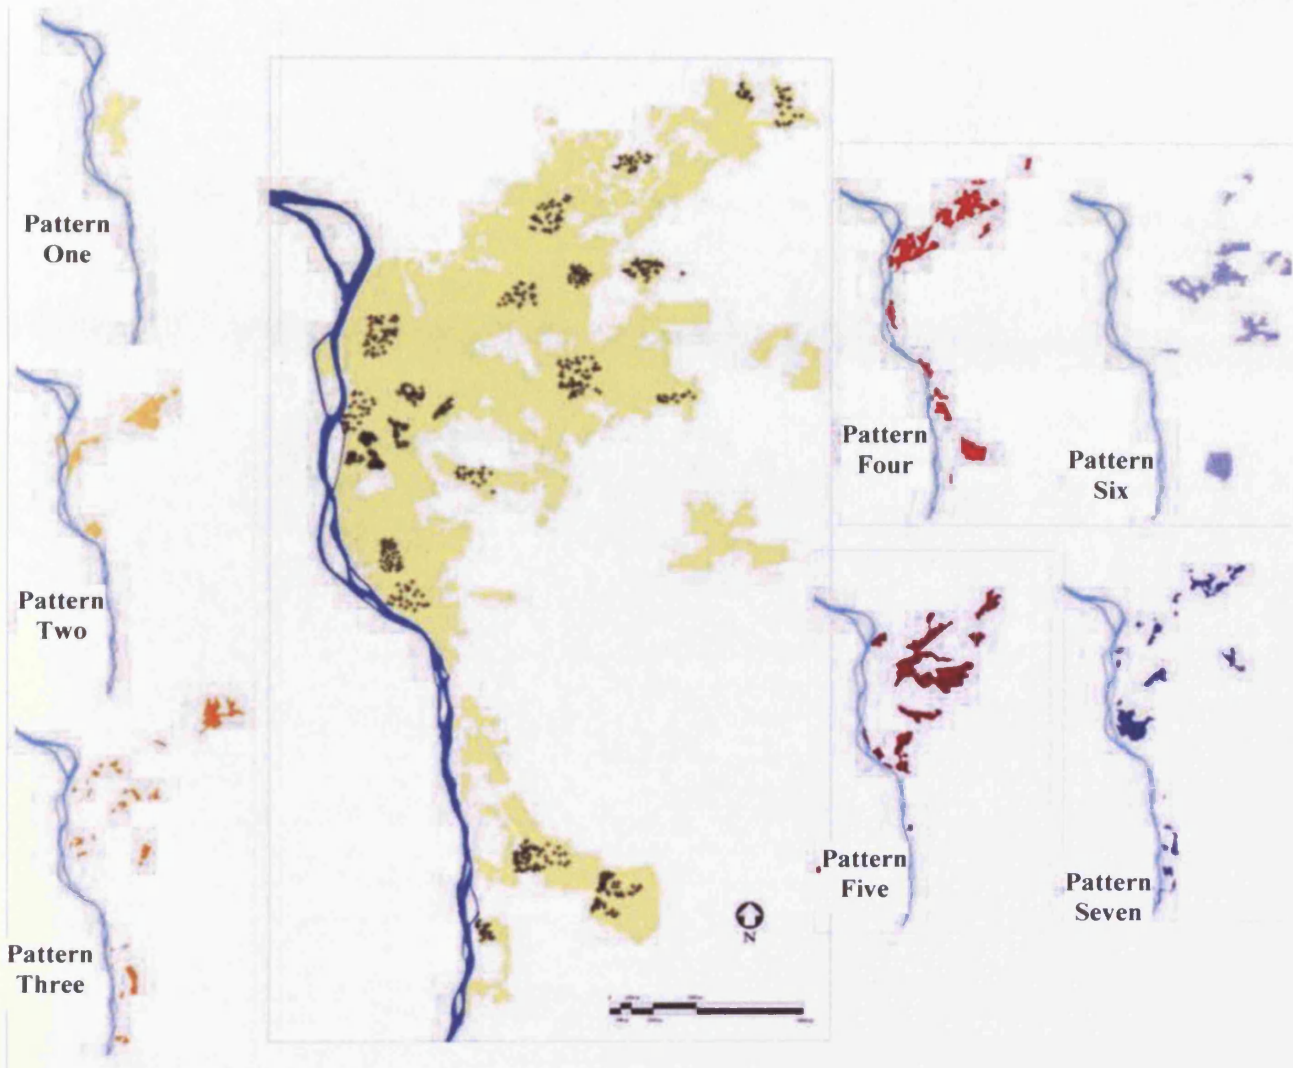 Pattern
One
Pattern
Two
Pattern
Three
N
Pattern
Four
Pattern
Six
Pattern
Five
Pattern
Seven